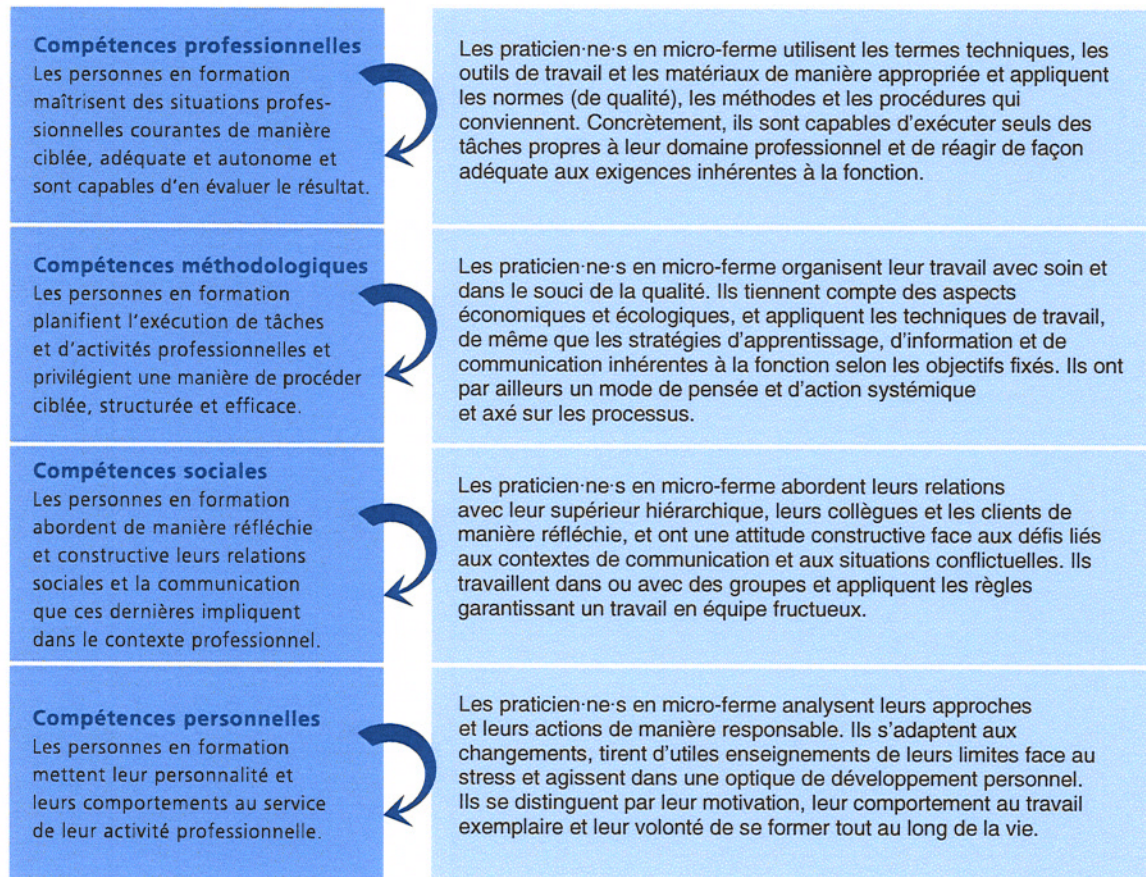 Compétences professionnelles
Les personnes en formation
maîtrisent des situations profes-
sionnelles courantes de manière
ciblée, adéquate et autonome et
sont capables d'en évaluer le résultat.
Les praticien·ne·s en micro-ferme utilisent les termes techniques, les
outils de travail et les matériaux de manière appropriée et appliquent
les normes (de qualité), les méthodes et les procédures qui
conviennent. Concrètement, ils sont capables d'exécuter seuls des
tâches propres à leur domaine professionnel et de réagir de façon
adéquate aux exigences inhérentes à la fonction.
Compétences méthodologiques
Les personnes en formation
planifient l'exécution de tâches
et d'activités professionnelles et
privilégient une manière de procéder
ciblée, structurée et efficace.
Les praticien·ne·s en micro-ferme organisent leur travail avec soin et
dans le souci de la qualité. Ils tiennent compte des aspects
économiques et écologiques, et appliquent les techniques de travail,
de même que les stratégies d'apprentissage, d'information et de
communication inhérentes à la fonction selon les objectifs fixés. Ils ont
par ailleurs un mode de pensée et d'action systémique
et axé sur les processus.
Compétences sociales
Les personnes en formation
abordent de manière réfléchie
et constructive leurs relations
sociales et la communication
que ces dernières impliquent
dans le contexte professionnel.
Les praticien·ne·s en micro-ferme abordent leurs relations
avec leur supérieur hiérarchique, leurs collègues et les clients de
manière réfléchie, et ont une attitude constructive face aux défis liés
aux contextes de communication et aux situations conflictuelles. Ils
travaillent dans ou avec des groupes et appliquent les règles
garantissant un travail en équipe fructueux.
Compétences personnelles
Les personnes en formation
mettent leur personnalité et
leurs comportements au service
de leur activité professionnelle.
Les praticien·ne·s en micro-ferme analysent leurs approches
et leurs actions de manière responsable. Ils s'adaptent aux
changements, tirent d'utiles enseignements de leurs limites face au
stress et agissent dans une optique de développement personnel.
Ils se distinguent par leur motivation, leur comportement au travail
exemplaire et leur volonté de se former tout au long de la vie.